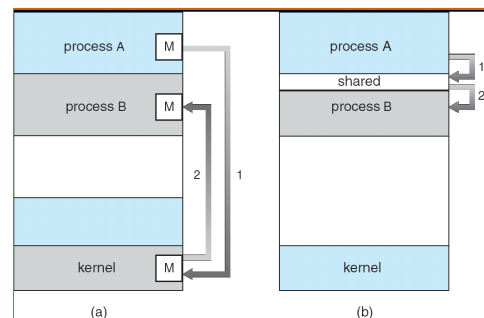 process A
M
process B
M
2
1
kernel
M
(a)
process A
1
shared
2
process B
kernel
(b)